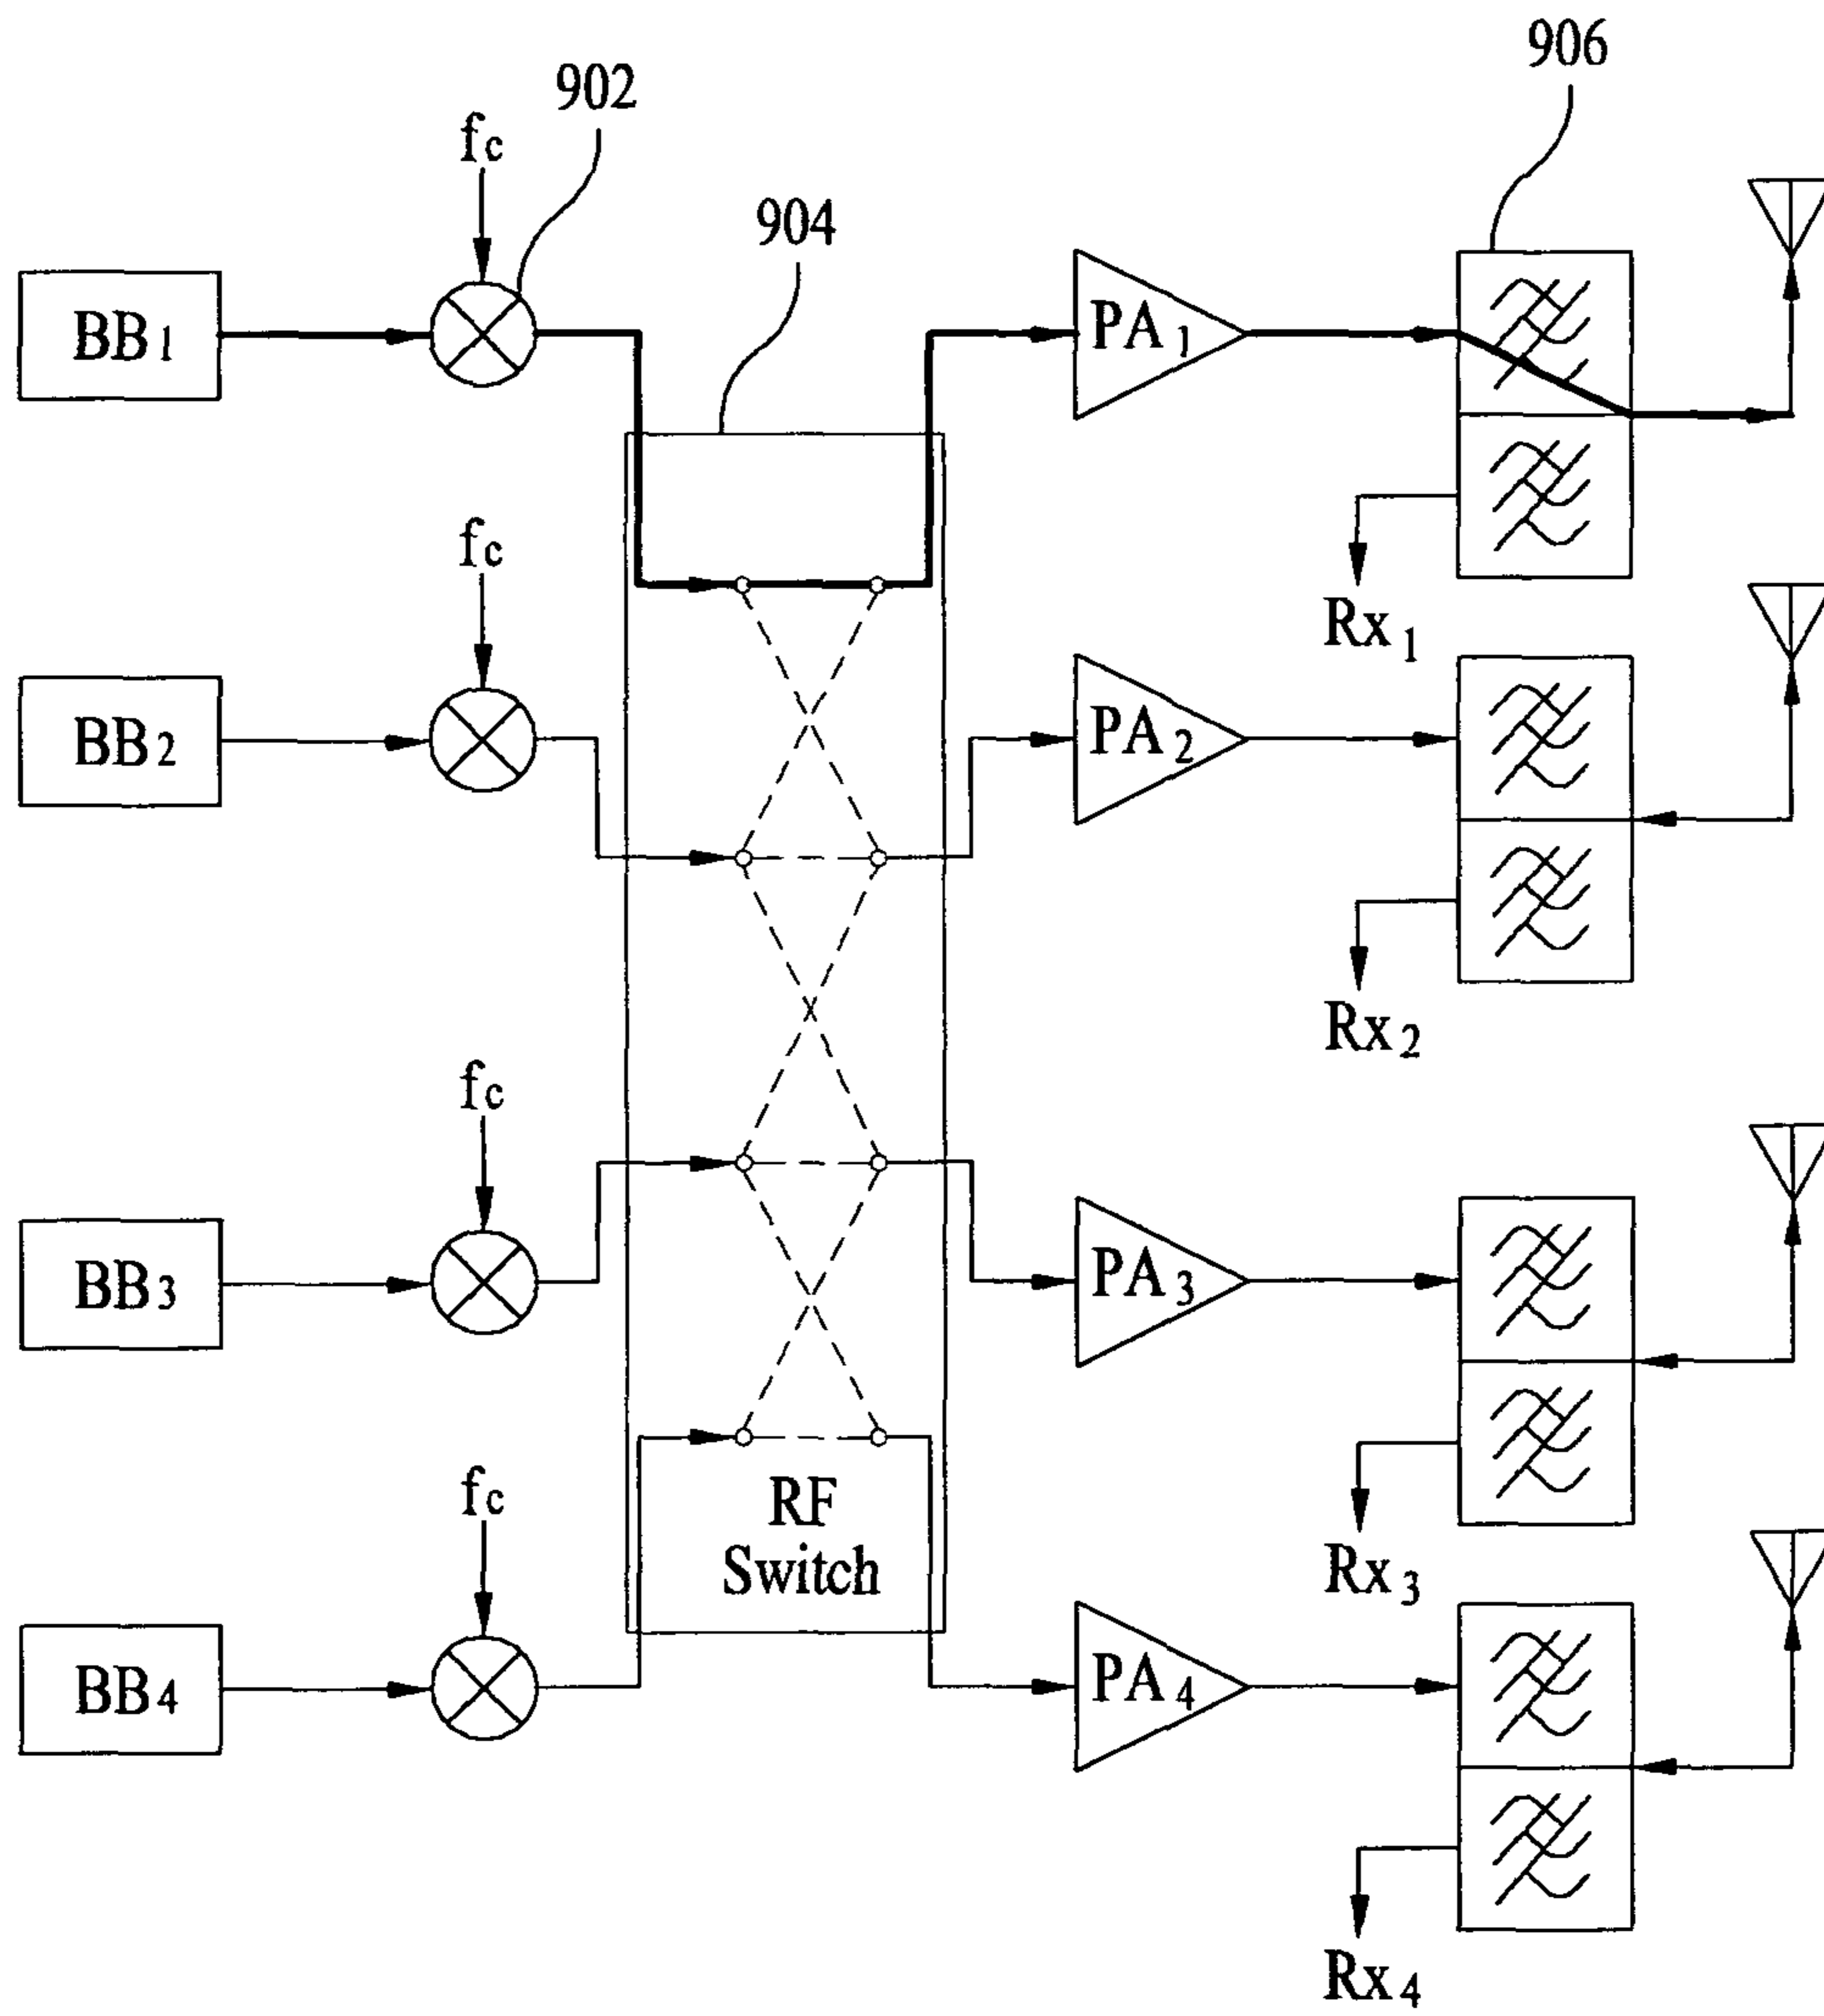 906
902
fc
904
BB1
PA1
fc
Rx1
BB2
PA2
Rx2
fc
BB3
PA3
fc
RF
Switch
Rx3
BB4
PA4
Rx4